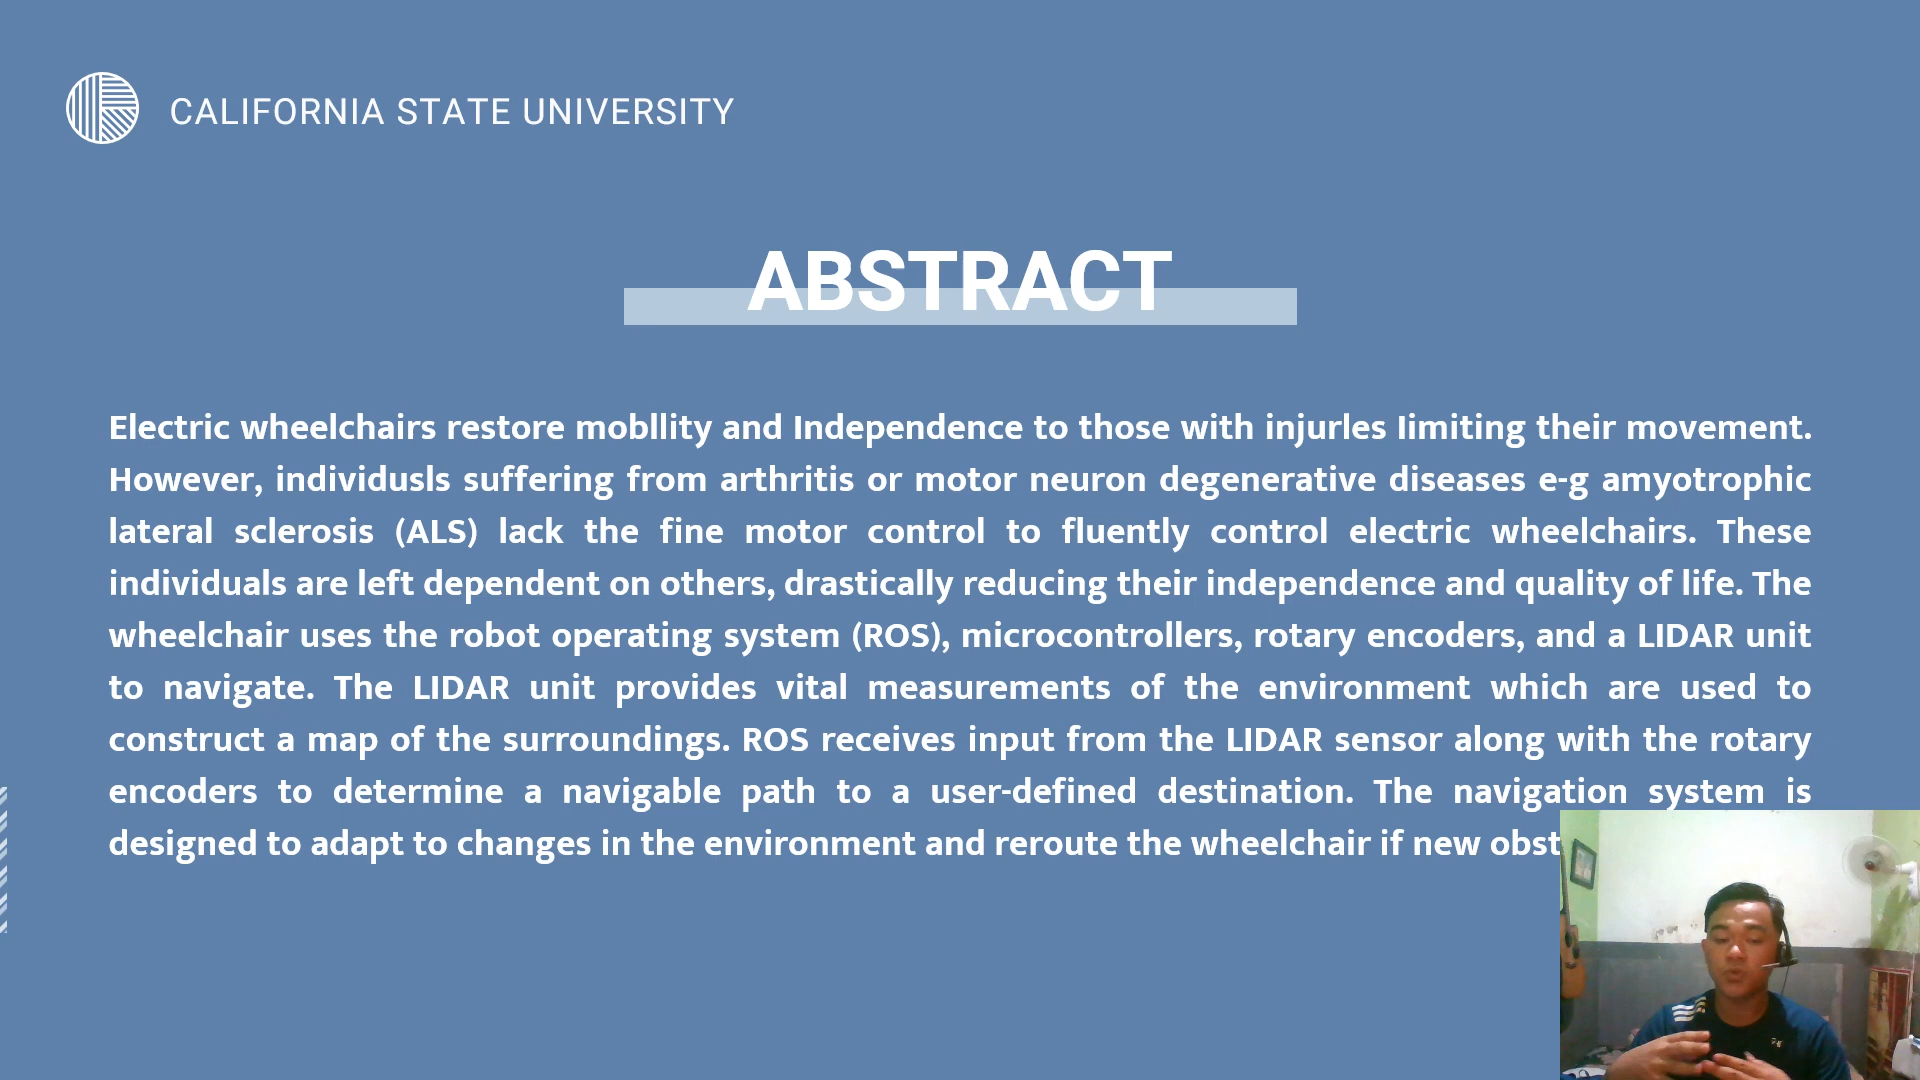 CALIFORNIA STATE UNIVERSITY
ABSTRACT
Electric wheelchairs restore mobllity and Independence to those with injurles Iimiting their movement.
However, individusls suffering from arthritis or motor neuron degenerative diseases e-g amyotrophic
lateral sclerosis (ALS) lack the fine motor control to fluently control electric wheelchairs. These
individuals are left dependent on others, drastically reducing their independence and quality of life. The
wheelchair uses the robot operating system (ROS), microcontrollers, rotary encoders, and a LIDAR unit
to navigate. The LIDAR unit provides vital measurements of the environment which are used to
construct a map of the surroundings. ROS receives input from the LIDAR sensor along with the rotary
encoders to determine a navigable path to a user-defined destination. The navigation system is
designed to adapt to changes in the environment and reroute the wheelchair if new obst